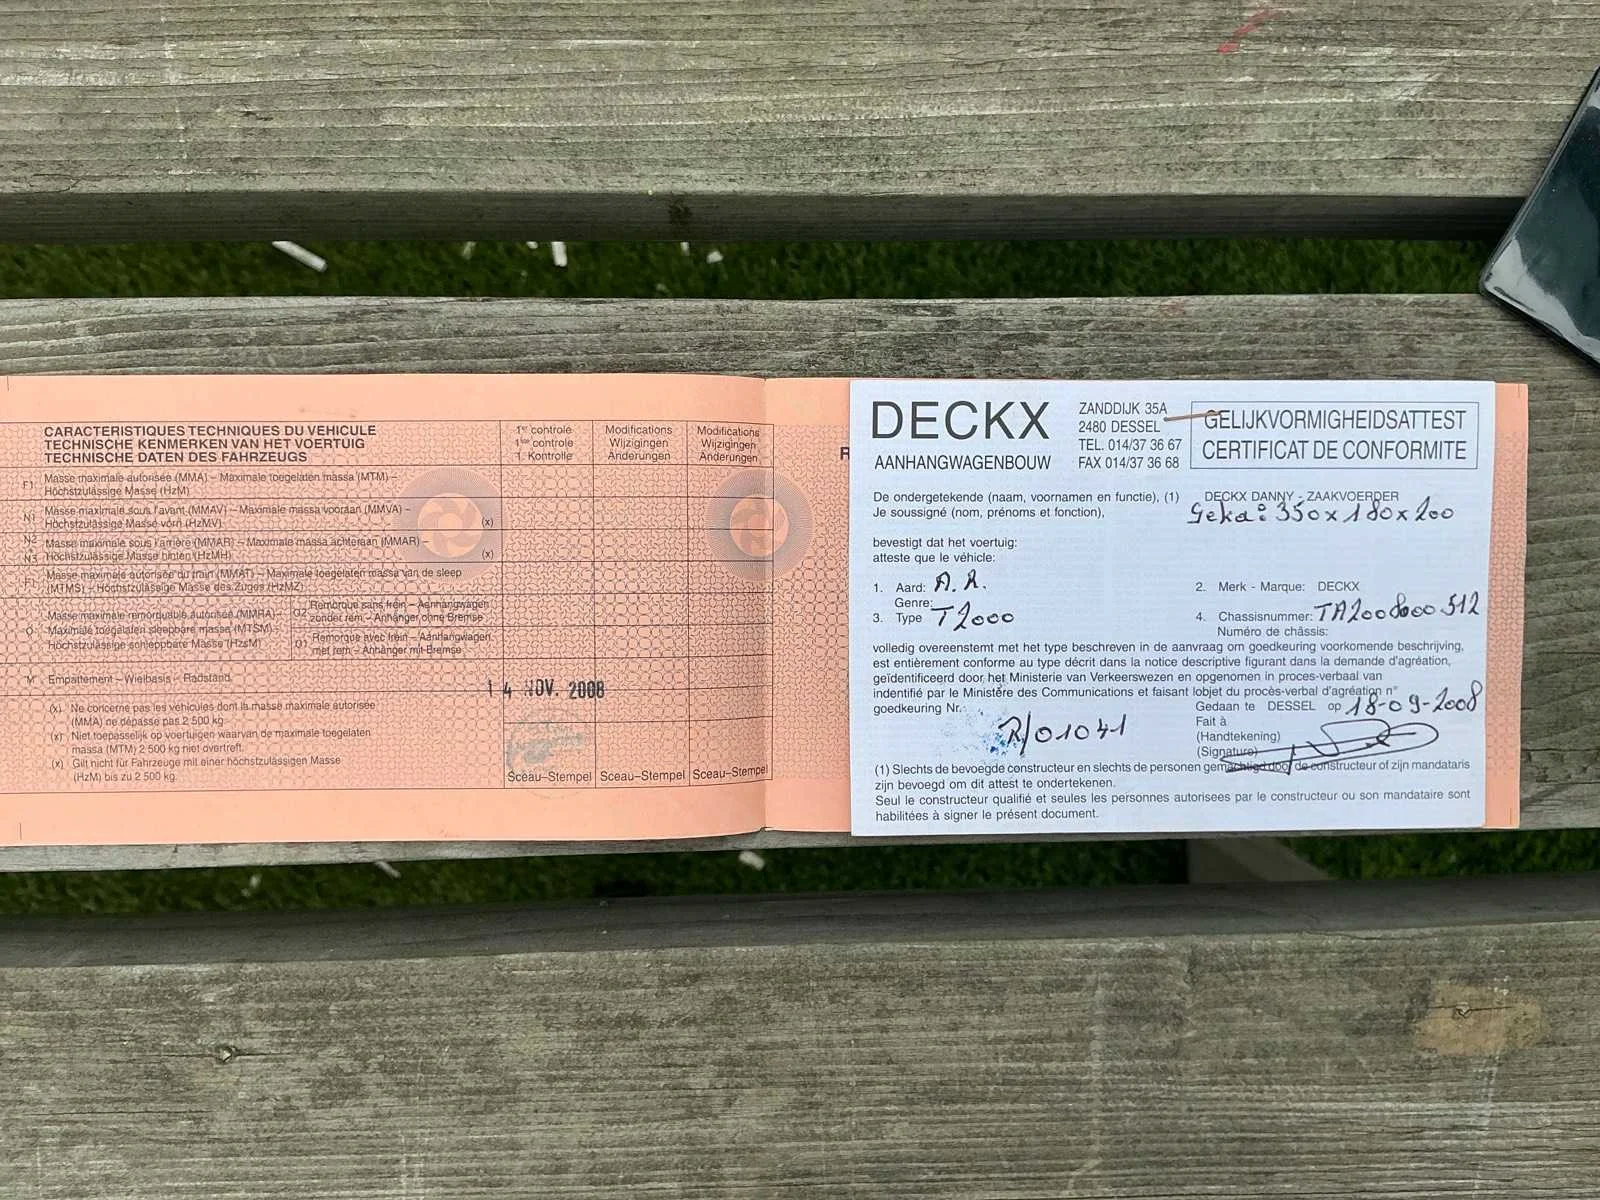 CARACTERISTIQUES TECHNIQUES DU VEHICULE
TECHNISCHE KENMERKEN VAN HET VOERTUIG
TECHNISCHE DATEN DES FAHRZEUGS
1er controle
1ste controle
1. Kontrolle
Modifications
Wijzigingen
Änderungen
Modifications
Wijzigingen
Änderungen
F1 Masse maximale autorisée (MMA) – Maximale toegelaten massa (MTM) –
Höchstzulässige Masse (HzM)
N1 Masse maximale sous l'avant (MMAV) – Maximale massa vooraan (MMVA) –
Höchstzulässige Masse vorn (HzMV) (x)
N2 Masse maximale sous l'arrière (MMAR) – Maximale massa achteraan (MMAR) –
N3 Höchstzulässige Masse hinten (HzMH) (x)
F1 Masse maximale autorisée du train (MMAT) – Maximale toegelaten massa van de sleep
(MTMS) – Höchstzulässige Masse des Zuges (HzMZ)
O Masse maximale remorquable autorisée (MMRA) –
Maximale toegelaten sleepbare massa (MTSM) –
Höchstzulässige schleppbare Masse (HzsM)
O2 Remorque sans frein – Aanhangwagen
zonder rem – Anhänger ohne Bremse
O1 Remorque avec frein – Aanhangwagen
met rem – Anhänger mit Bremse
M Empattement – Wielbasis – Radstand
14 NOV. 2008
(x) Ne concerne pas les véhicules dont la masse maximale autorisée
(MMA) ne dépasse pas 2 500 kg
(x) Niet toepasselijk op voertuigen waarvan de maximale toegelaten
massa (MTM) 2 500 kg niet overtreft.
(x) Gilt nicht für Fahrzeuge mit einer höchstzulässigen Masse
(HzM) bis zu 2 500 kg.
Sceau–Stempel Sceau–Stempel Sceau–Stempel
R
DECKX
AANHANGWAGENBOUW
ZANDDIJK 35A
2480 DESSEL
TEL. 014/37 36 67
FAX 014/37 36 68
GELIJKVORMIGHEIDSATTEST
CERTIFICAT DE CONFORMITE
De ondergetekende (naam, voornamen en functie), (1) DECKX DANNY - ZAAKVOERDER
Je soussigné (nom, prénoms et fonction), Geka: 350x180x200
bevestigt dat het voertuig:
atteste que le véhicle:
1. Aard: A.R.
Genre:
2. Merk - Marque: DECKX
3. Type T2000
4. Chassisnummer: TA2008000512
Numéro de châssis:
volledig overeenstemt met het type beschreven in de aanvraag om goedkeuring voorkomende beschrijving,
est entièrement conforme au type décrit dans la notice descriptive figurant dans la demande d'agréation,
geïdentificeerd door het Ministerie van Verkeerswezen en opgenomen in proces-verbaal van
indentifié par le Ministère des Communications et faisant lobjet du procès-verbal d'agréation n°
goedkeuring Nr.
R/01041
Gedaan te DESSEL op 18-09-2008
Fait à
(Handtekening)
(Signature)
(1) Slechts de bevoegde constructeur en slechts de personen gemachtigd door de constructeur of zijn mandataris
zijn bevoegd om dit attest te ondertekenen.
Seul le constructeur qualifié et seules les personnes autorisees par le constructeur ou son mandataire sont
habilitées à signer le présent document.